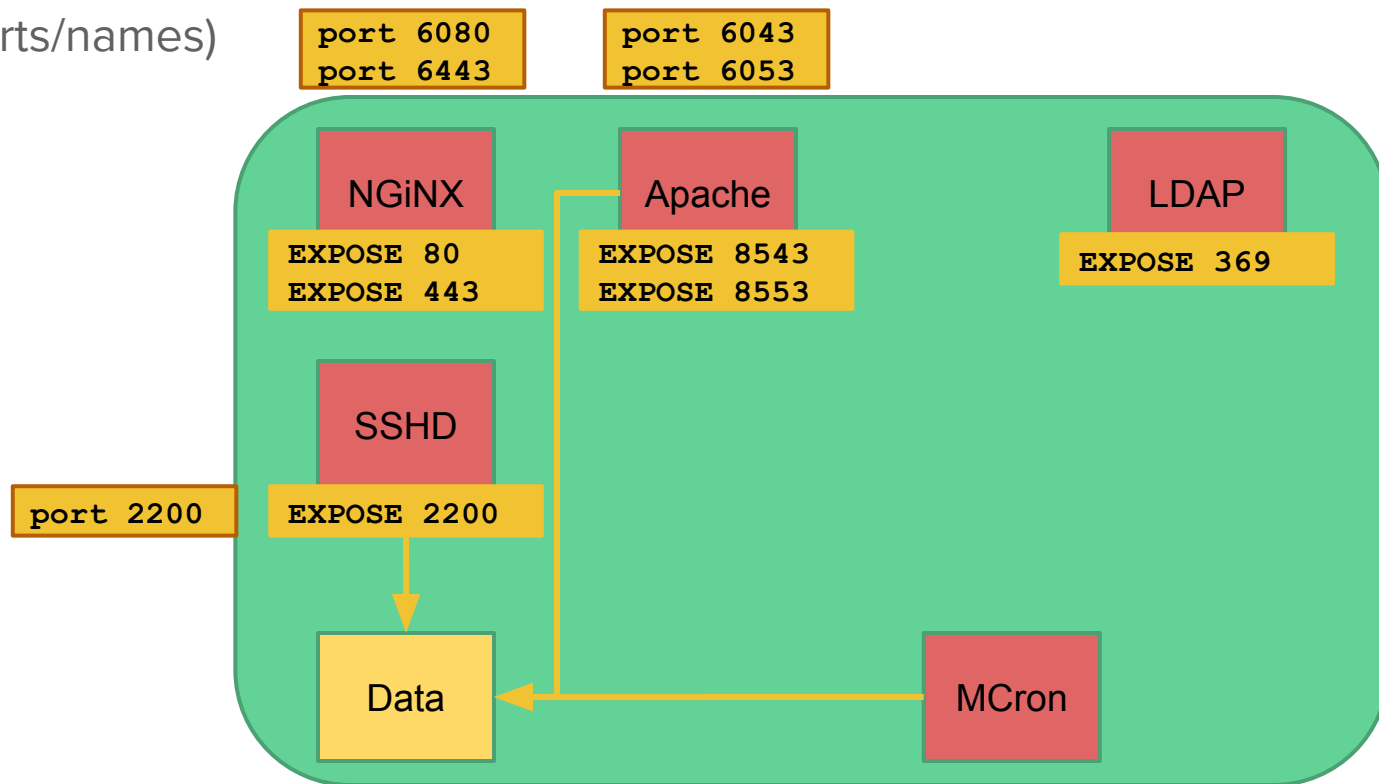 rts/names)
port 6080
port 6443
port 6043
port 6053
NGiNX
Apache
LDAP
EXPOSE 80
EXPOSE 443
EXPOSE 8543
EXPOSE 8553
EXPOSE 369
SSHD
port 2200
EXPOSE 2200
Data
MCron